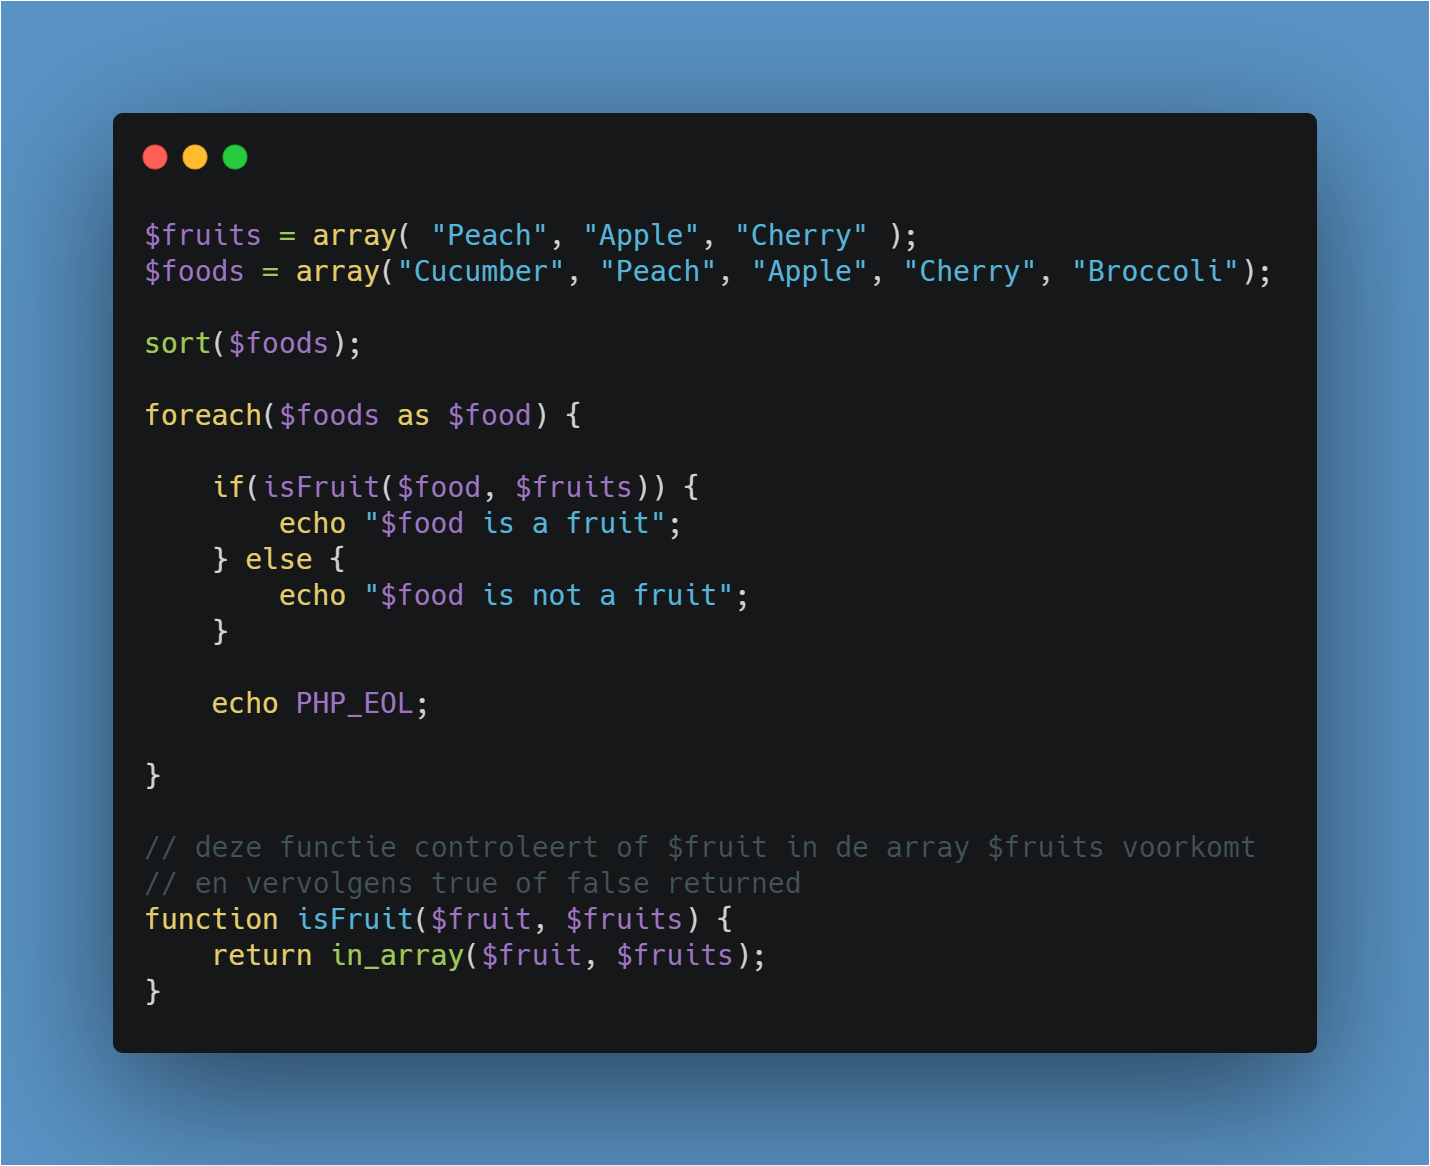 $fruits = array( "Peach", "Apple", "Cherry" );
$foods = array("Cucumber", "Peach", "Apple", "Cherry", "Broccoli");
sort($foods);
foreach($foods as $food) {
if(isFruit($food, $fruits)) {
echo "$food is a fruit";
} else {
echo "$food is not a fruit";
}
echo PHP_EOL;
}
// deze functie controleert of $fruit in de array $fruits voorkomt
// en vervolgens true of false returned
function isFruit($fruit, $fruits) {
return in_array($fruit, $fruits);
}